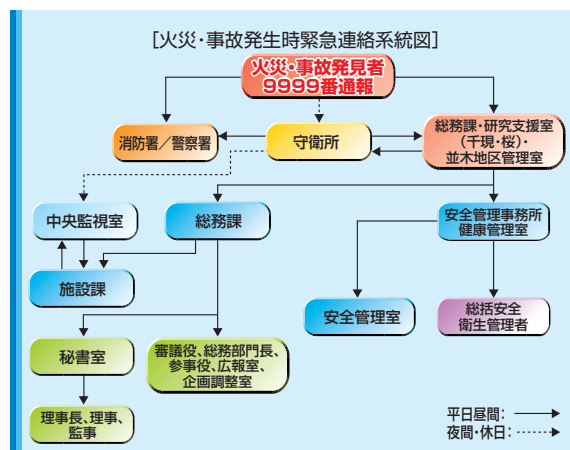 [火災・事故発生時緊急連絡系統図]
火災・事故発見者
9999番通報
消防署／警察署
守衛所
総務課・研究支援室
（千現・桜）・
並木地区管理室
中央監視室
総務課
安全管理事務所
健康管理室
施設課
安全管理室
総括安全
衛生管理者
秘書室
審議役、総務部門長、
参事役、広報室、
企画調整室
理事長、理事、
監事
平日昼間：
夜間・休日：